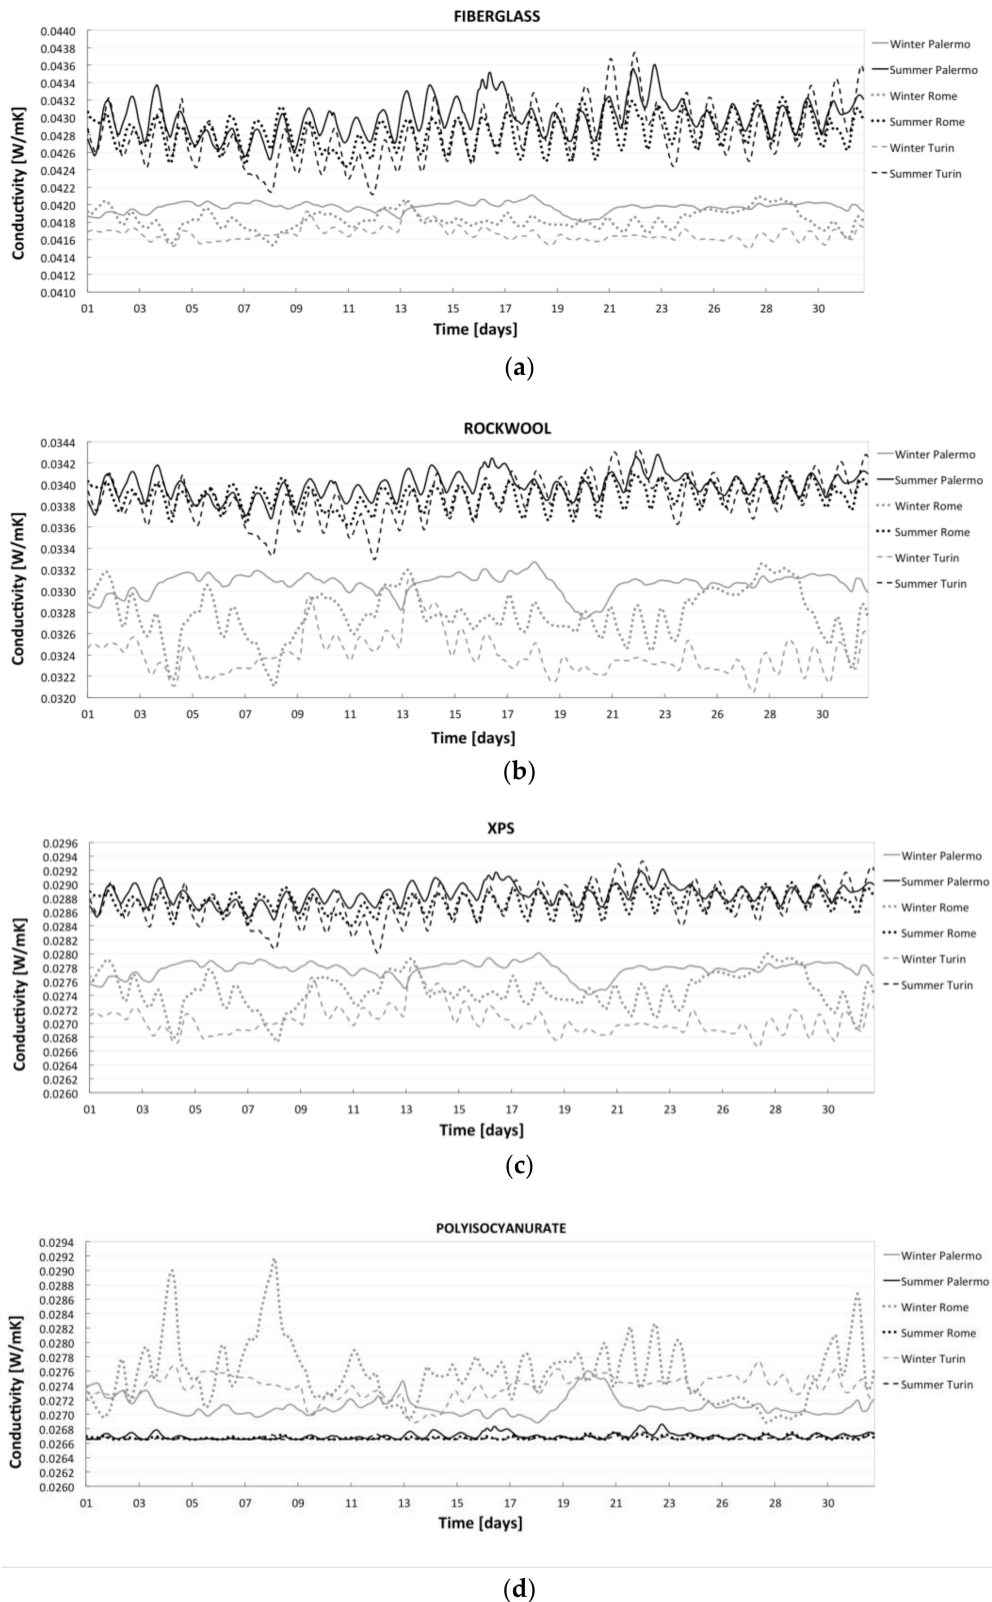 FIBERGLASS
0.0440
0.0438
0.0436
0.0434
0.0432
0.0430
0.0428
0.0426
0.0424
0.0422
0.0420
0.0418
0.0416
0.0414
0.0412
0.0410
Conductivity [W/mK]
01 03 05 07 09 11 13 15 17 19 20 22 24 26 28 30
Time [days]
Winter Palermo
Summer Palermo
Winter Rome
Summer Rome
Winter Turin
Summer Turin
(a)
ROCKWOOL
0.0344
0.0342
0.0340
0.0338
0.0336
0.0334
0.0332
0.0330
0.0328
0.0326
0.0324
0.0322
0.0320
Conductivity [W/mK]
01 03 05 07 09 11 13 15 17 19 20 22 24 26 28 30
Time [days]
Winter Palermo
Summer Palermo
Winter Rome
Summer Rome
Winter Turin
Summer Turin
(b)
XPS
0.0296
0.0294
0.0292
0.0290
0.0288
0.0286
0.0284
0.0282
0.0280
0.0278
0.0276
0.0274
0.0272
0.0270
0.0268
0.0266
0.0264
0.0262
0.0260
Conductivity [W/mK]
01 03 05 07 09 11 13 15 17 19 21 23 26 28 30
Time [days]
Winter Palermo
Summer Palermo
Winter Rome
Summer Rome
Winter Turin
Summer Turin
(c)
POLYISOCYANURATE
0.0294
0.0292
0.0290
0.0288
0.0286
0.0284
0.0282
0.0280
0.0278
0.0276
0.0274
0.0272
0.0270
0.0268
0.0266
0.0264
0.0262
0.0260
Conductivity [W/mK]
01 03 05 07 09 11 13 15 17 19 21 23 26 28 30
Time [days]
Winter Palermo
Summer Palermo
Winter Rome
Summer Rome
Winter Turin
Summer Turin
(d)